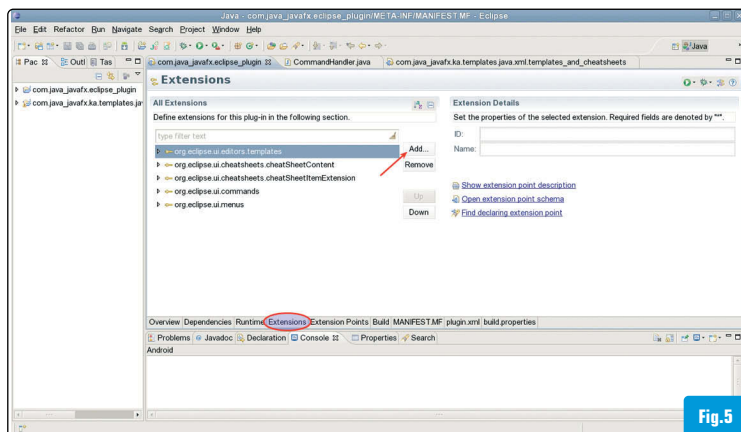 Java - com.java_javafx.eclipse_plugin/META-INF/MANIFEST.MF - Eclipse
File Edit Refactor Run Navigate Search Project Window Help
Java
Pac Outl Tas
com.java_javafx.eclipse_plugin CommandHandler.java com.java_javafx.ka.templates.java.xml.templates_and_cheatsheets
com.java_javafx.eclipse_plugin
com.java_javafx.ka.templates.jav
Extensions
All Extensions
Define extensions for this plug-in in the following section.
type filter text
org.eclipse.ui.editors.templates
org.eclipse.ui.cheatsheets.cheatSheetContent
org.eclipse.ui.cheatsheets.cheatSheetItemExtension
org.eclipse.ui.commands
org.eclipse.ui.menus
Add...
Remove
Up
Down
Extension Details
Set the properties of the selected extension. Required fields are denoted by "*".
ID:
Name:
Show extension point description
Open extension point schema
Find declaring extension point
Overview Dependencies Runtime Extensions Extension Points Build MANIFEST.MF plugin.xml build.properties
Problems @ Javadoc Declaration Console Properties Search
Android
Fig.5